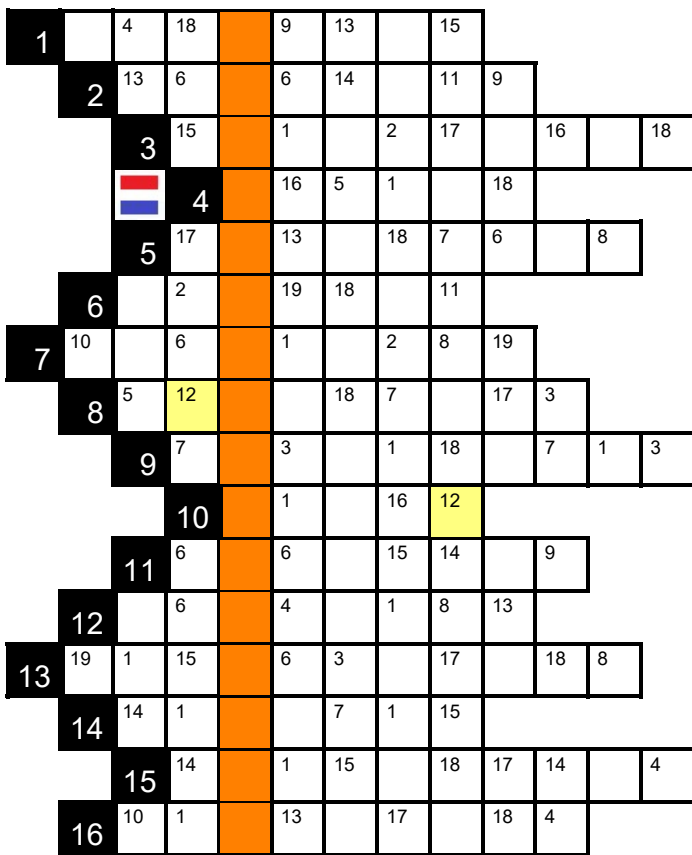 1 4 18 9 13 15
2 13 6 6 14 11 9
3 15 1 2 17 16 18
4 16 5 1 18
5 17 13 18 7 6 8
6 2 19 18 11
7 10 6 1 2 8 19
8 5 12 18 7 17 3
9 7 3 1 18 7 1 3
10 1 16 12
11 6 6 15 14 9
12 6 4 1 8 13
13 19 1 15 6 3 17 18 8
14 14 1 7 1 15
15 14 1 15 18 17 14 4
16 10 1 13 17 18 4